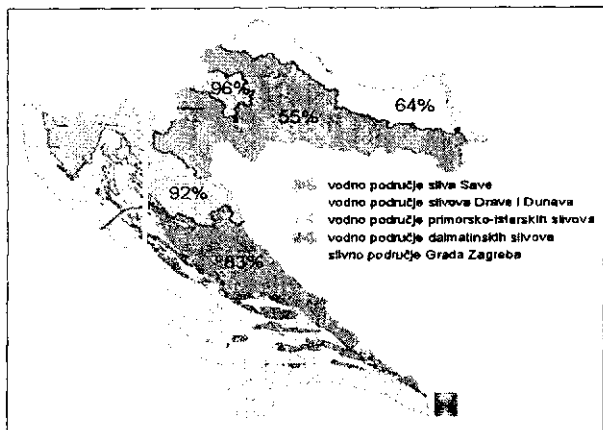 96%
55%
64%
92%
83%
vodno područje sliva Save
vodno područje slivova Drave i Dunava
vodno područje primorsko-istarskih slivova
vodno područje dalmatinskih slivova
slivno područje Grada Zagreba